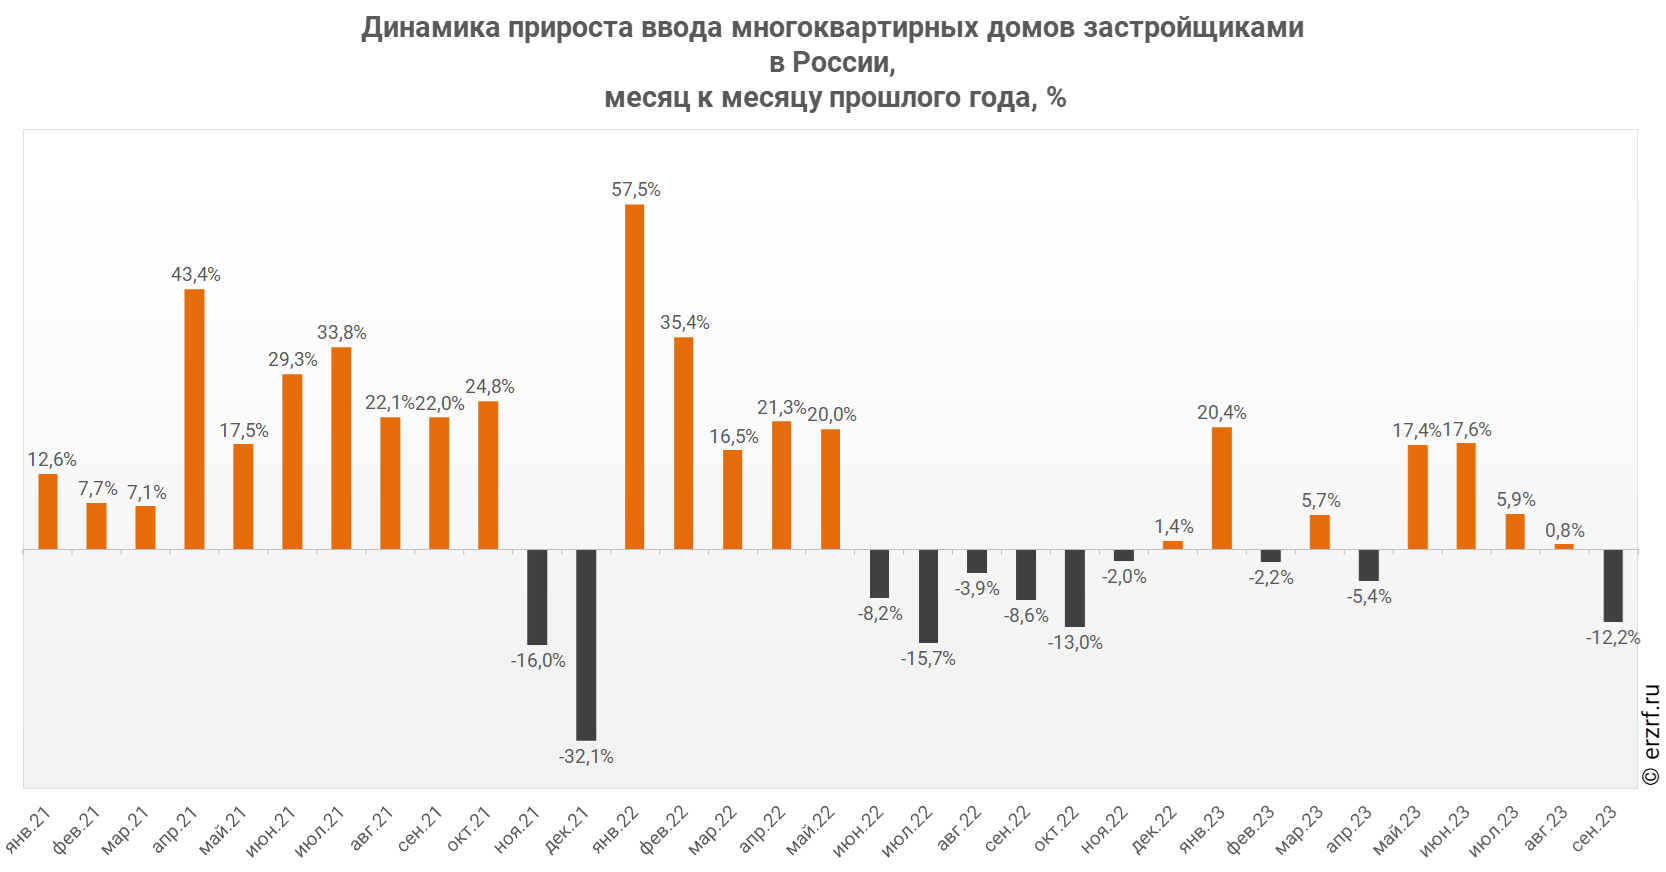 Динамика прироста ввода многоквартирных домов застройщиками
в России,
месяц к месяцу прошлого года, %
12,6%
7,7%
7,1%
43,4%
17,5%
29,3%
33,8%
22,1%
22,0%
24,8%
-16,0%
-32,1%
57,5%
35,4%
16,5%
21,3%
20,0%
-8,2%
-15,7%
-3,9%
-8,6%
-13,0%
-2,0%
1,4%
20,4%
-2,2%
5,7%
-5,4%
17,4%
17,6%
5,9%
0,8%
-12,2%
янв.21
фев.21
мар.21
апр.21
май.21
июн.21
июл.21
авг.21
сен.21
окт.21
ноя.21
дек.21
янв.22
фев.22
мар.22
апр.22
май.22
июн.22
июл.22
авг.22
сен.22
окт.22
ноя.22
дек.22
янв.23
фев.23
мар.23
апр.23
май.23
июн.23
июл.23
авг.23
сен.23
© erzrf.ru